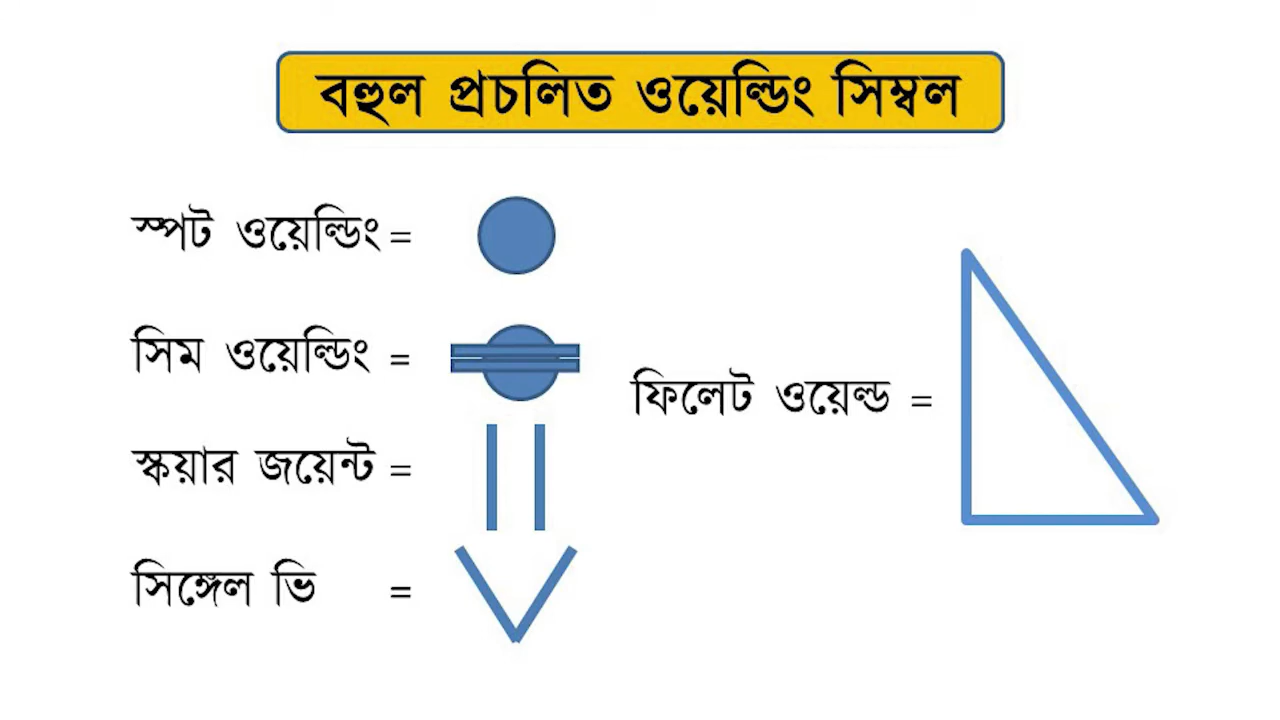 বহুল প্রচলিত ওয়েল্ডিং সিম্বল
স্পট ওয়েল্ডিং =
সিম ওয়েল্ডিং =
স্কয়ার জয়েন্ট =
সিঙ্গেল ভি =
ফিলেট ওয়েল্ড =